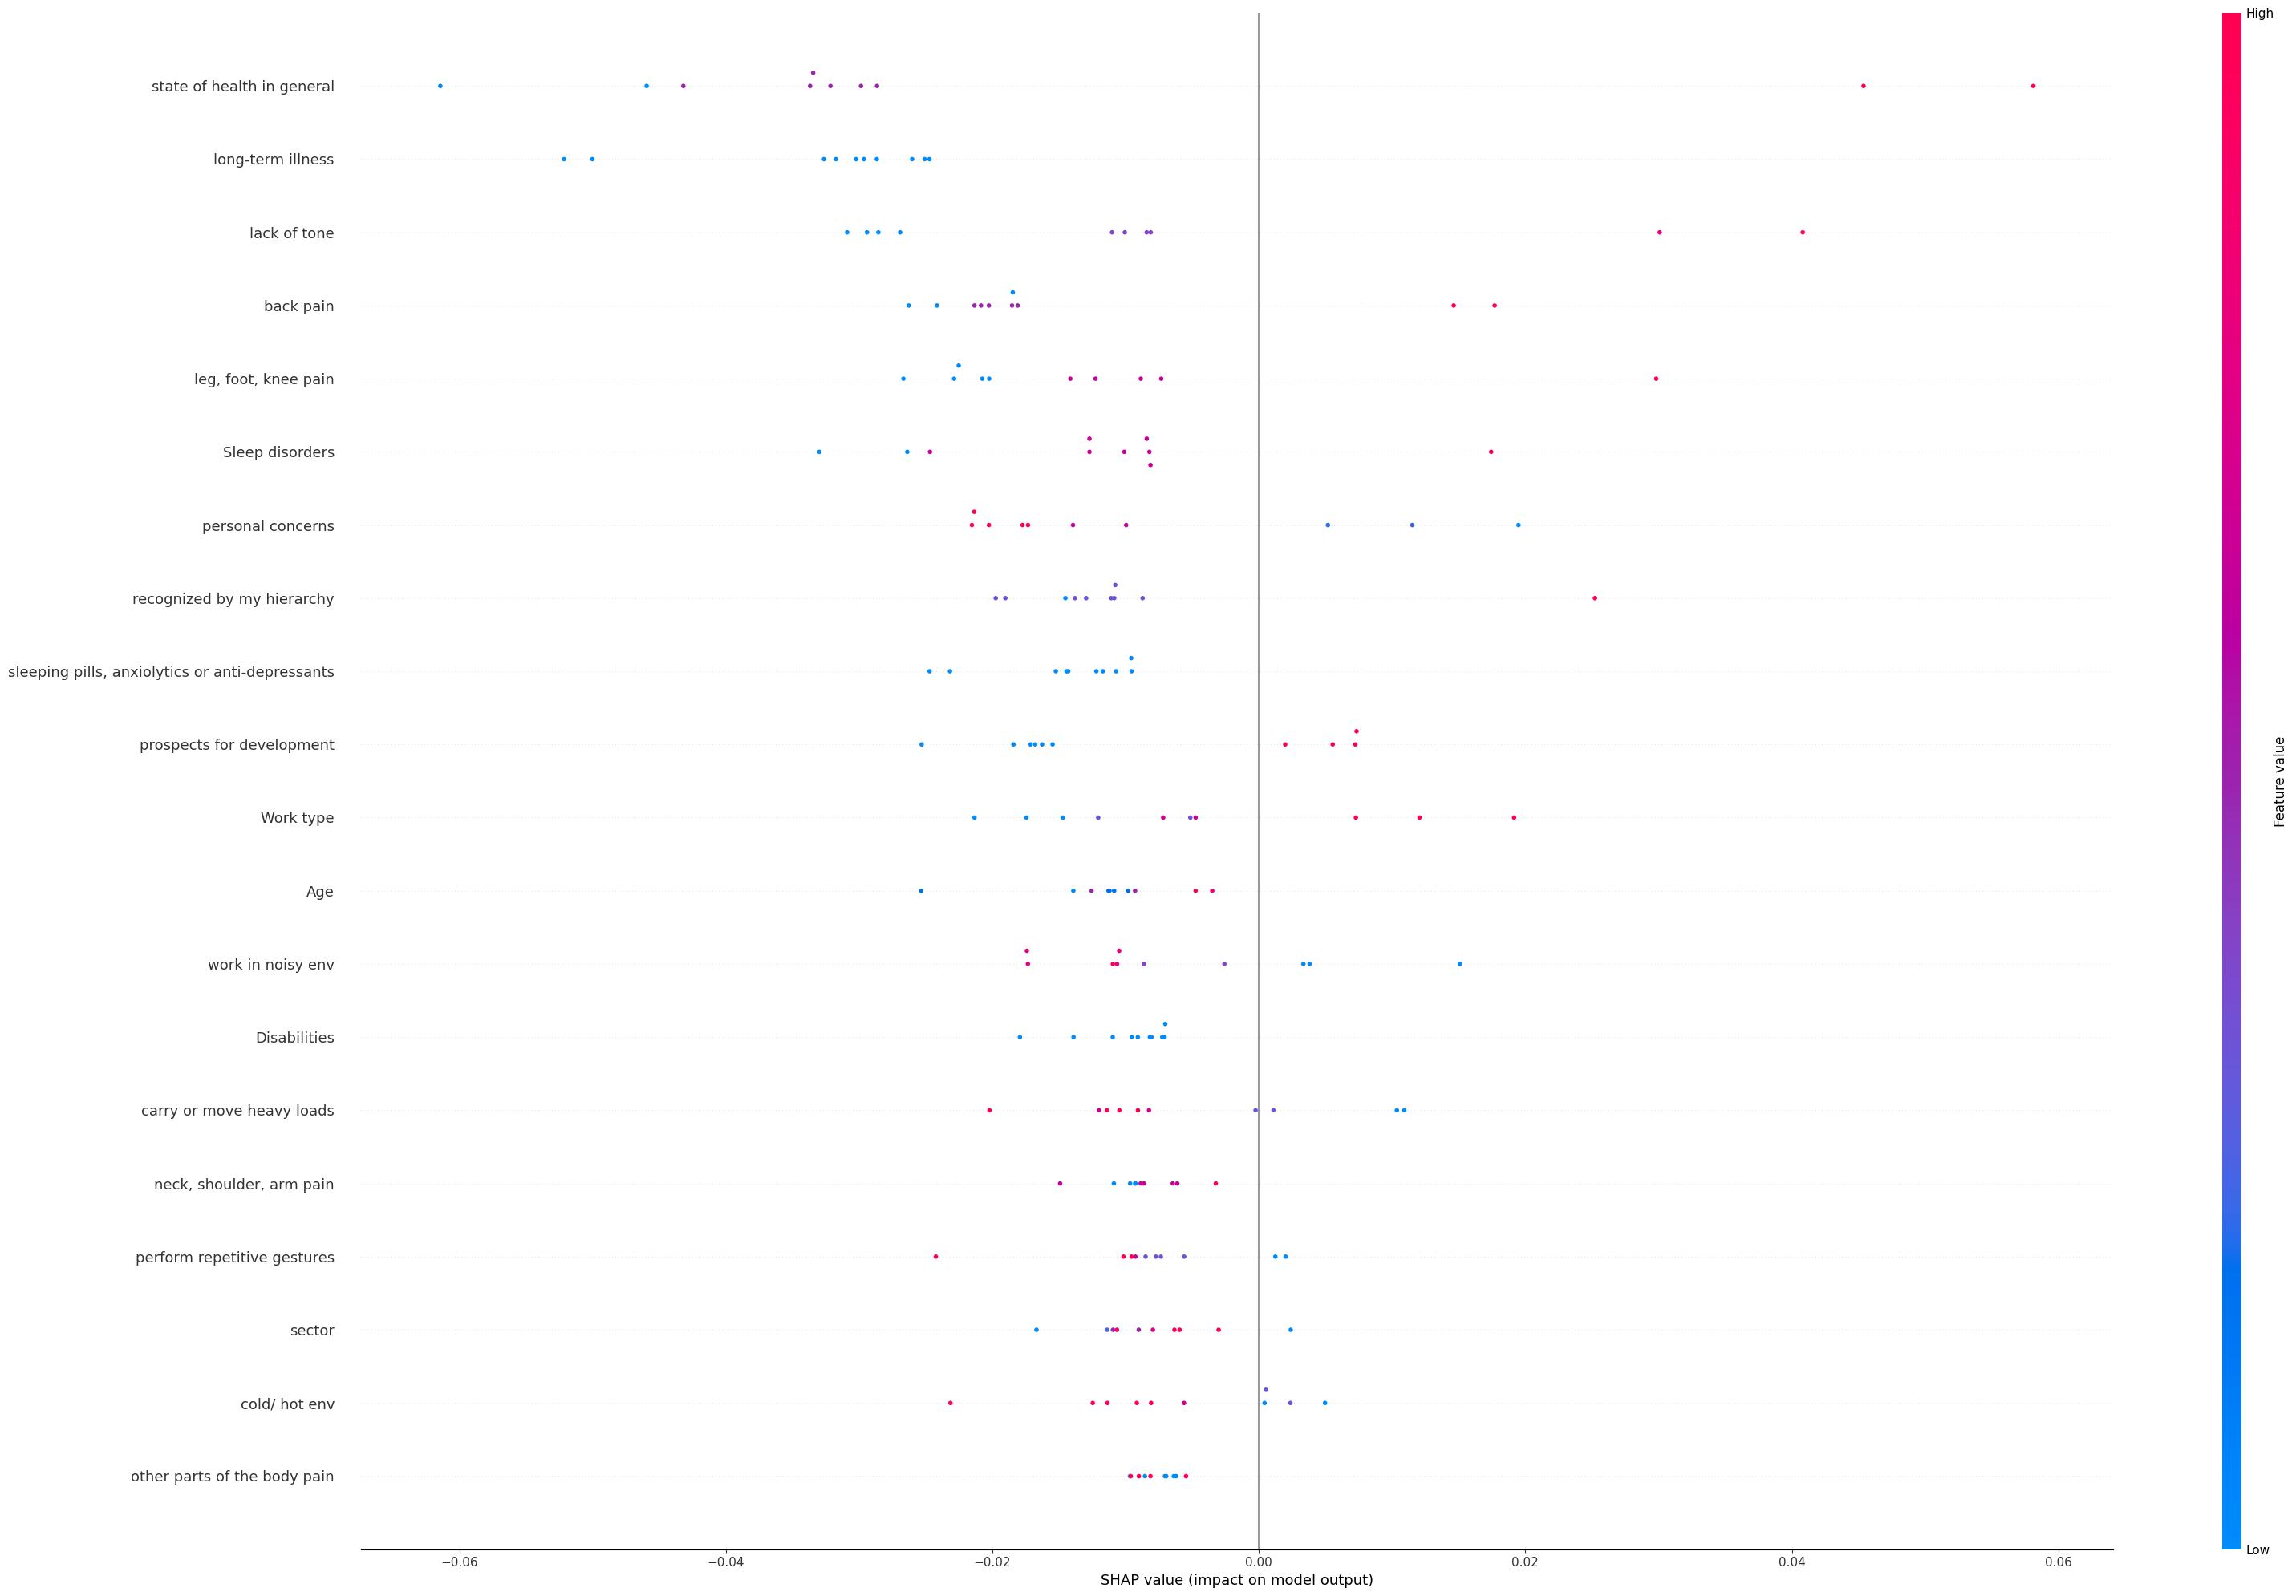 High
state of health in general
long-term illness
lack of tone
back pain
leg, foot, knee pain
Sleep disorders
personal concerns
recognized by my hierarchy
sleeping pills, anxiolytics or anti-depressants
prospects for development
Work type
Age
work in noisy env
Disabilities
carry or move heavy loads
neck, shoulder, arm pain
perform repetitive gestures
sector
cold/ hot env
other parts of the body pain
Feature value
Low
−0.06 −0.04 −0.02 0.00 0.02 0.04 0.06
SHAP value (impact on model output)